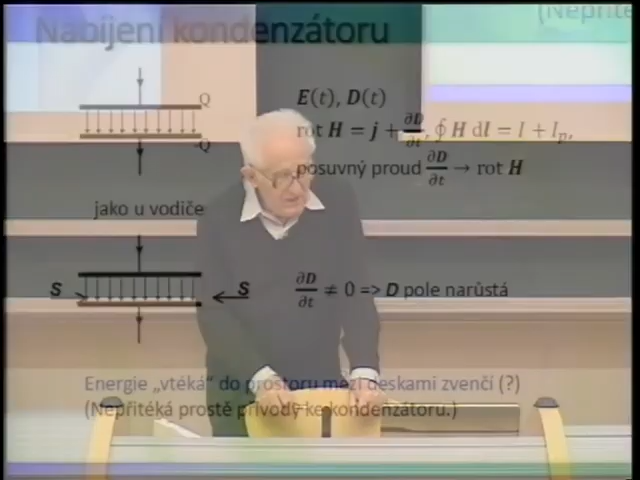 (Nepřite
Nabíjení kondenzátoru
Q
E(t), D(t)
rot H = j + ∂D/∂t, ∮ H dl = I + Iₚ,
-Q
posuvný proud ∂D/∂t → rot H
jako u vodiče
S S
∂D/∂t ≠ 0 => D pole narůstá
Energie „vtéká“ do prostoru mezi deskami zvenčí (?)
(Nepřitéká prostě přívody ke kondenzátoru.)